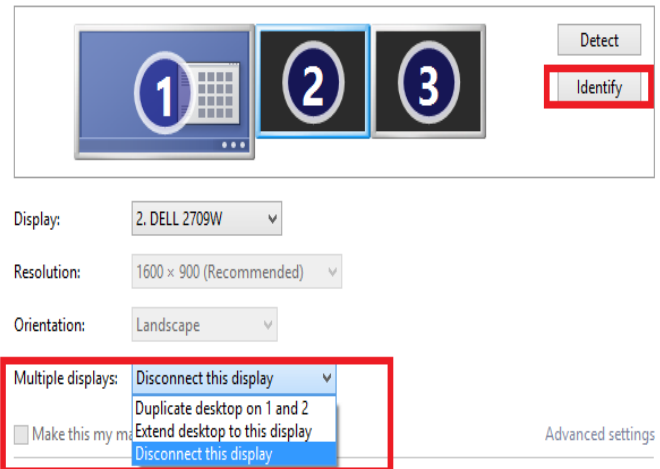 1 2 3
Detect
Identify
Display: 2. DELL 2709W
Resolution: 1600 × 900 (Recommended)
Orientation: Landscape
Multiple displays: Disconnect this display
Duplicate desktop on 1 and 2
Make this my Extend desktop to this display Advanced settings
Disconnect this display